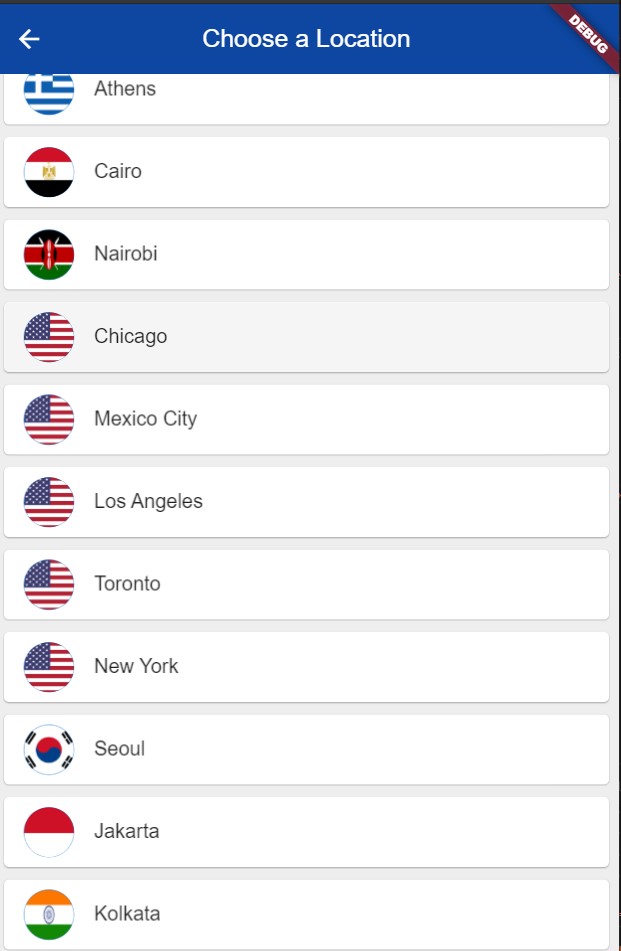 Choose a Location
DEBUG
Athens
Cairo
Nairobi
Chicago
Mexico City
Los Angeles
Toronto
New York
Seoul
Jakarta
Kolkata